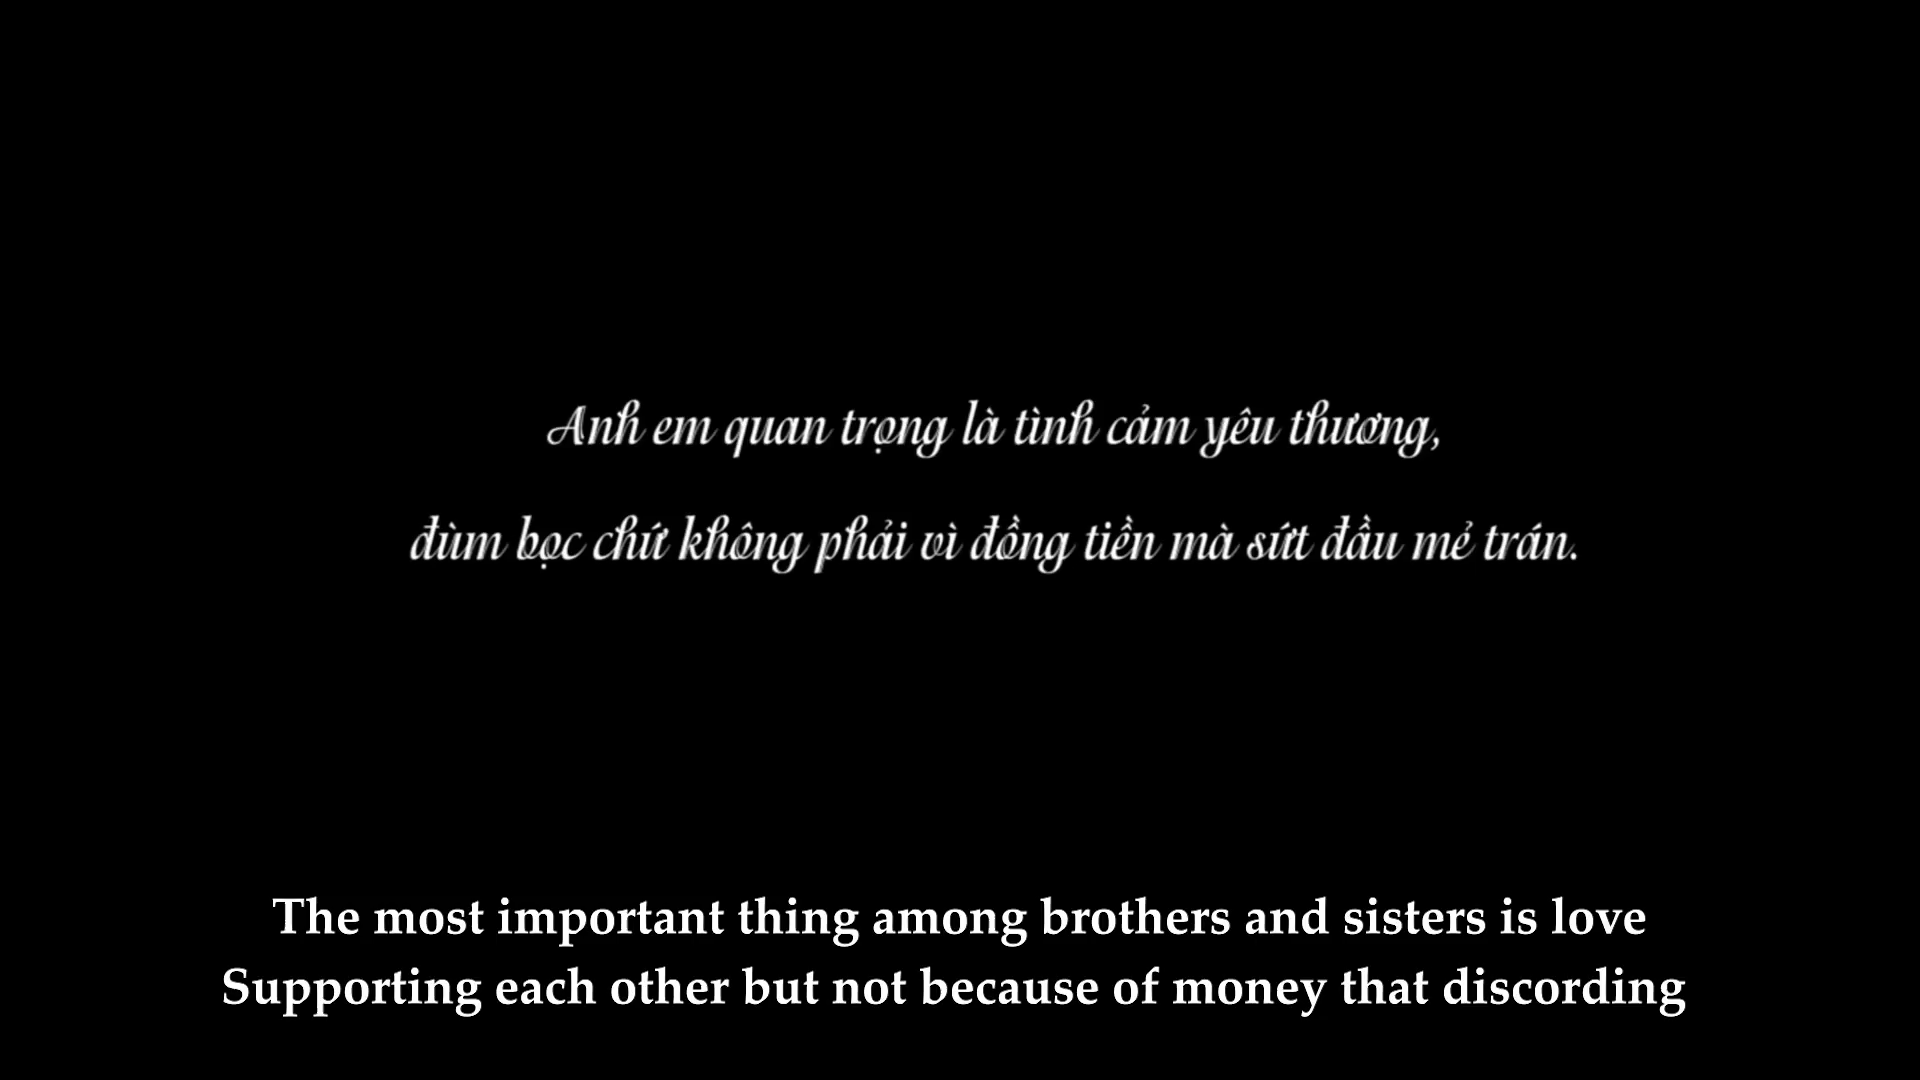 Anh em quan trọng là tình cảm yêu thương,
đùm bọc chứ không phải vì đồng tiền mà sứt đầu mẻ trán.
The most important thing among brothers and sisters is love
Supporting each other but not because of money that discording